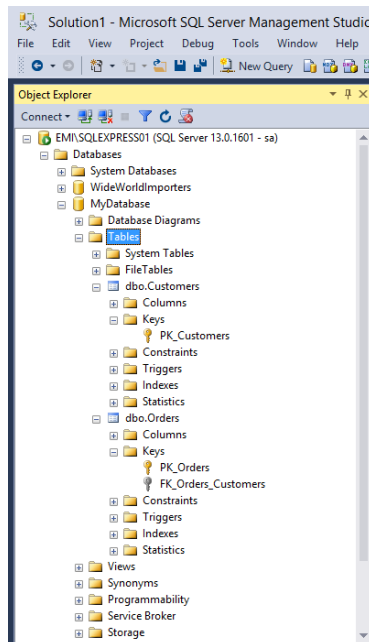 Solution1 - Microsoft SQL Server Management Studio
File Edit View Project Debug Tools Window Help
New Query
Object Explorer
Connect
EMI\SQLEXPRESS01 (SQL Server 13.0.1601 - sa)
Databases
System Databases
WideWorldImporters
MyDatabase
Database Diagrams
Tables
System Tables
FileTables
dbo.Customers
Columns
Keys
PK_Customers
Constraints
Triggers
Indexes
Statistics
dbo.Orders
Columns
Keys
PK_Orders
FK_Orders_Customers
Constraints
Triggers
Indexes
Statistics
Views
Synonyms
Programmability
Service Broker
Storage